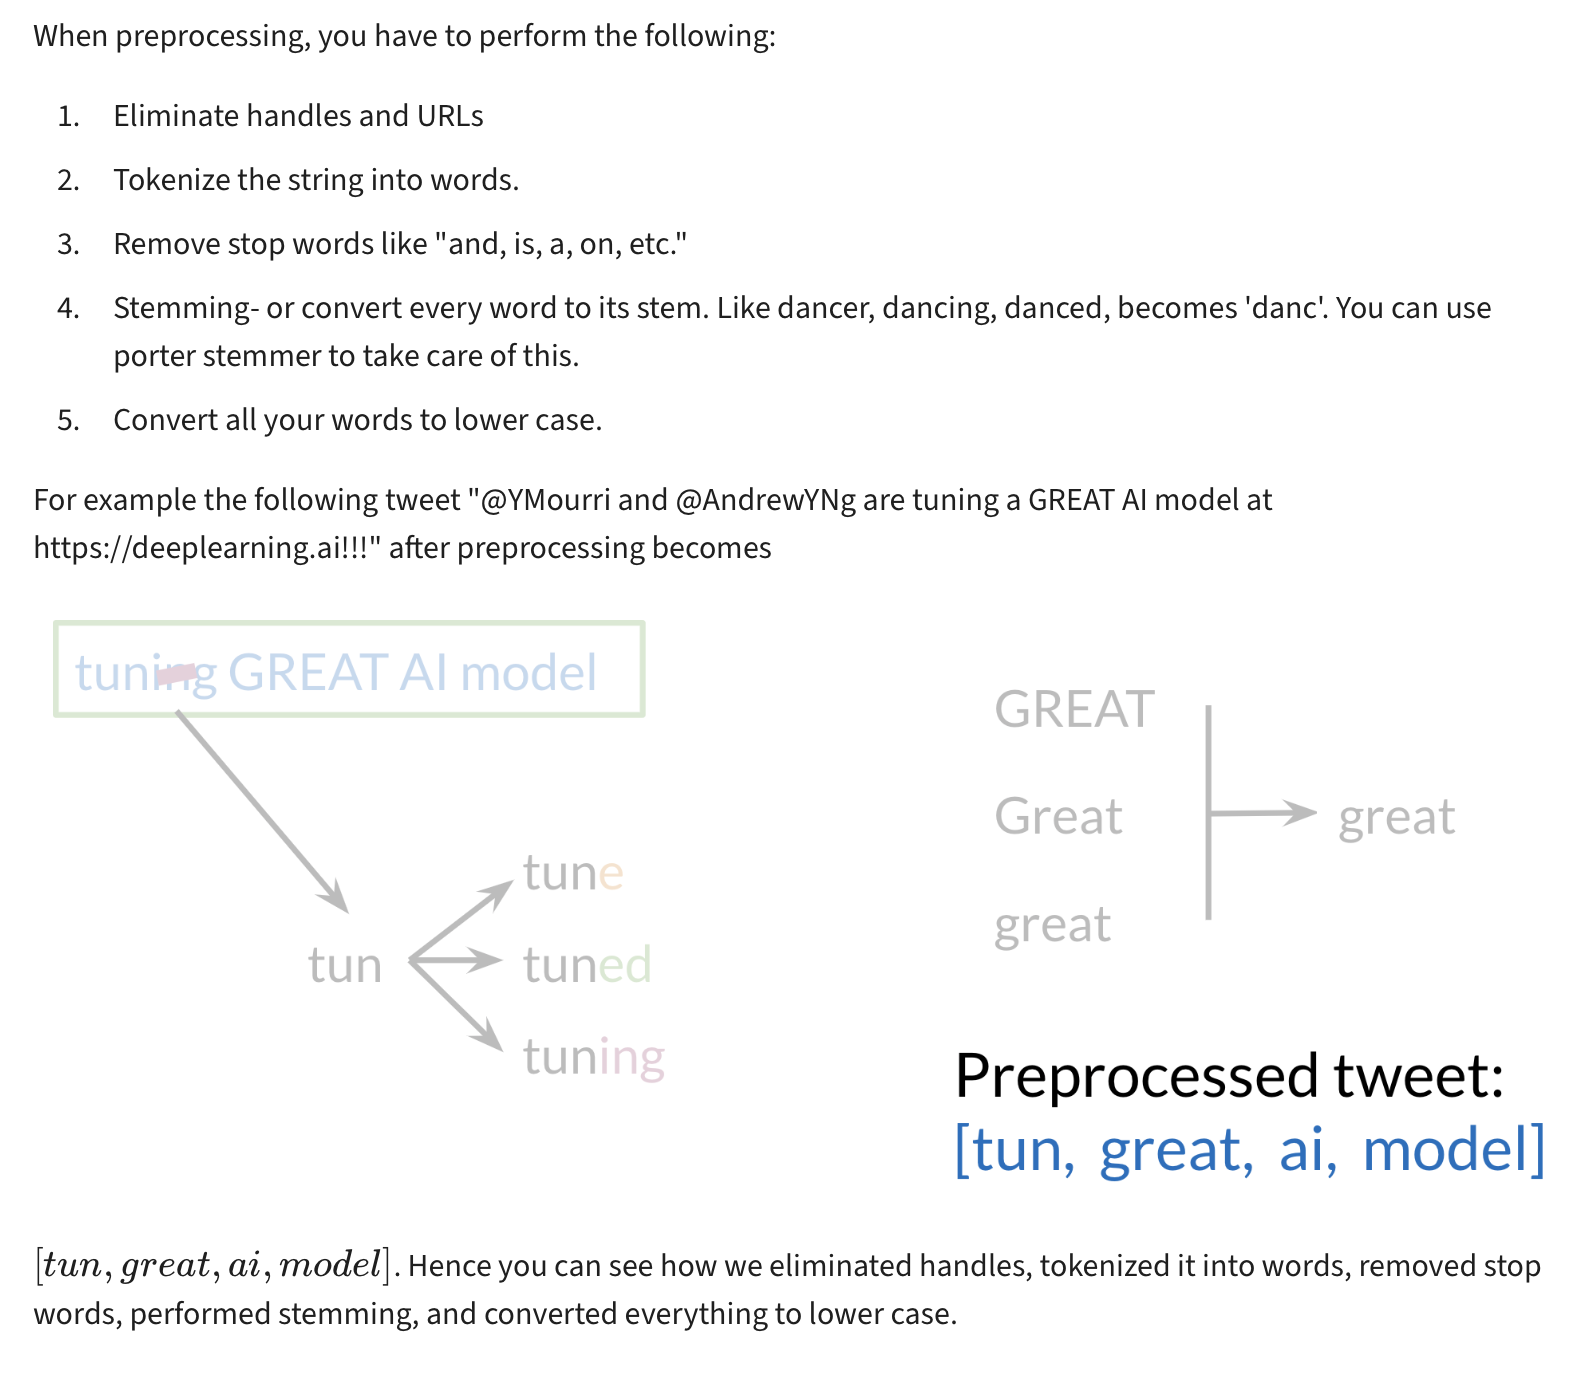 When preprocessing, you have to perform the following:
1. Eliminate handles and URLs
2. Tokenize the string into words.
3. Remove stop words like "and, is, a, on, etc."
4. Stemming- or convert every word to its stem. Like dancer, dancing, danced, becomes 'danc'. You can use
porter stemmer to take care of this.
5. Convert all your words to lower case.
For example the following tweet "@YMourri and @AndrewYNg are tuning a GREAT AI model at
https://deeplearning.ai!!!" after preprocessing becomes
tuning GREAT AI model
tun
tune
tuned
tuning
GREAT
Great
great
great
Preprocessed tweet:
[tun, great, ai, model]
[tun, great, ai, model]. Hence you can see how we eliminated handles, tokenized it into words, removed stop
words, performed stemming, and converted everything to lower case.